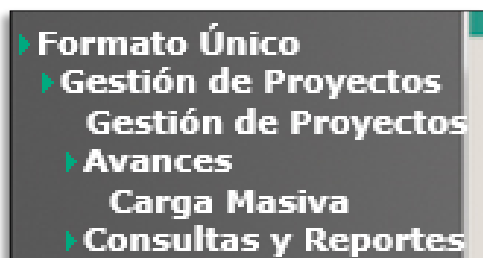 Formato Único
Gestión de Proyectos
Gestión de Proyectos
Avances
Carga Masiva
Consultas y Reportes